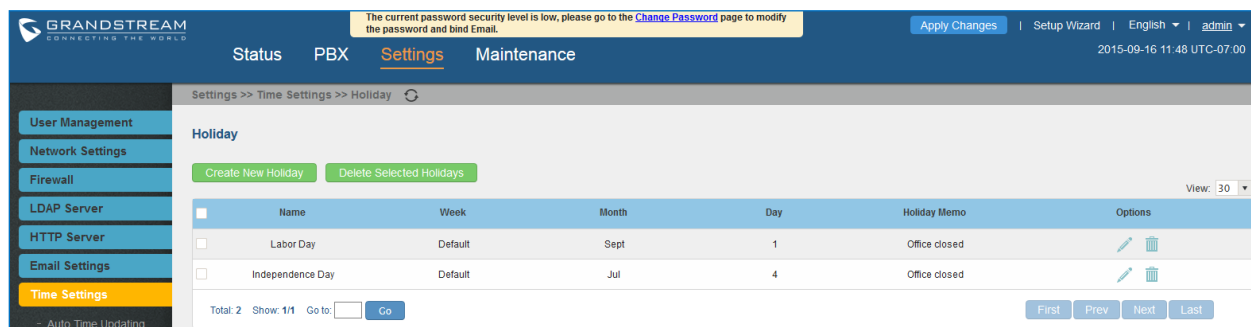 GRANDSTREAM
CONNECTING THE WORLD
The current password security level is low, please go to the Change Password page to modify
the password and bind Email.
Apply Changes | Setup Wizard | English | admin
2015-09-16 11:48 UTC-07:00
Status PBX Settings Maintenance
Settings >> Time Settings >> Holiday
User Management
Network Settings
Firewall
LDAP Server
HTTP Server
Email Settings
Time Settings
- Auto Time Updating
Holiday
Create New Holiday Delete Selected Holidays
View: 30
Name Week Month Day Holiday Memo Options
Labor Day Default Sept 1 Office closed
Independence Day Default Jul 4 Office closed
Total: 2 Show: 1/1 Go to: Go
First Prev Next Last